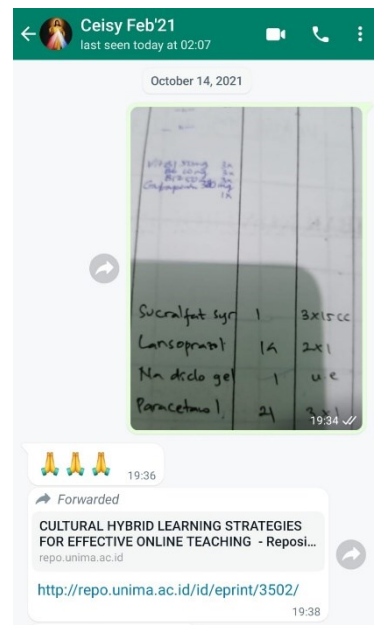 Ceisy Feb'21
last seen today at 02:07
October 14, 2021
Sucralfat syr 1 3x15cc
Lansoprazol 14 2x1
Na diclo gel 1 ue
Paracetamol 21 3x1
19:34
19:36
Forwarded
CULTURAL HYBRID LEARNING STRATEGIES
FOR EFFECTIVE ONLINE TEACHING - Reposi...
repo.unima.ac.id
http://repo.unima.ac.id/id/eprint/3502/
19:38